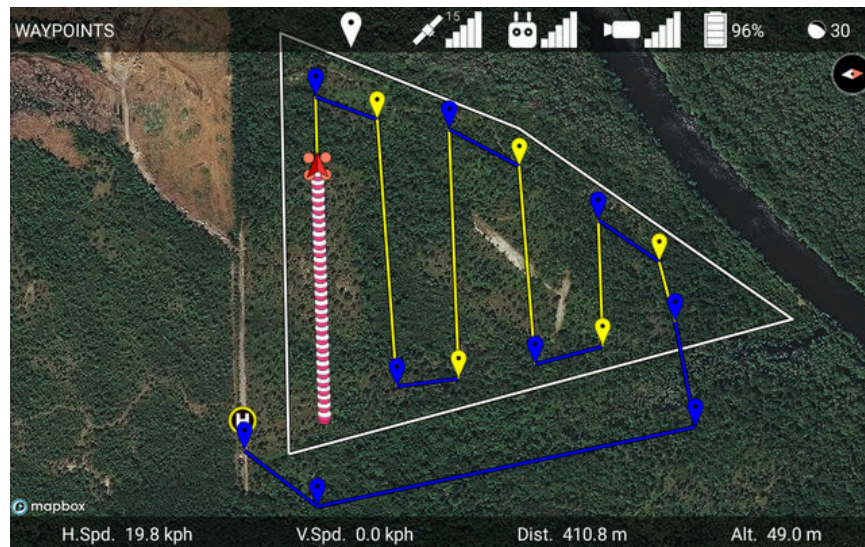 WAYPOINTS
15
96%
30
H
mapbox
H.Spd. 19.8 kph
V.Spd. 0.0 kph
Dist. 410.8 m
Alt. 49.0 m